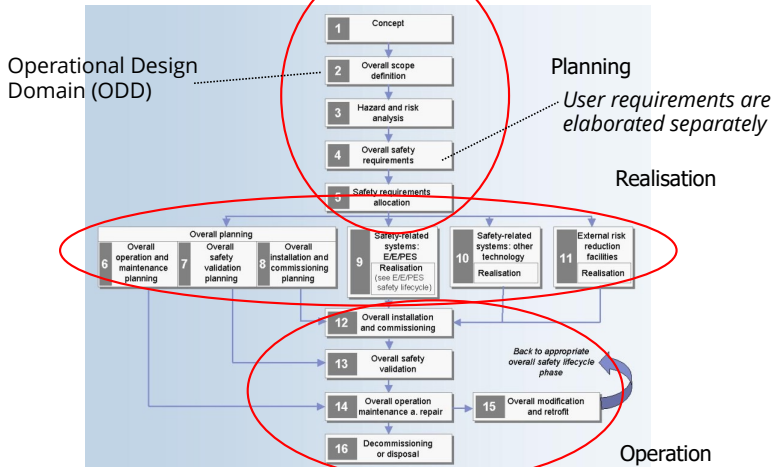 1
Concept
Operational Design
Domain (ODD)
2
Overall scope
definition
Planning
User requirements are
elaborated separately
3
Hazard and risk
analysis
4
Overall safety
requirements
Realisation
5
Safety requirements
allocation
Overall planning
6
Overall
operation and
maintenance
planning
7
Overall
safety
validation
planning
8
Overall
installation and
commissioning
planning
9
Safety-related
systems:
E/E/PES
Realisation
(see E/E/PES
safety lifecycle)
10
Safety-related
systems: other
technology
Realisation
11
External risk
reduction
facilities
Realisation
12
Overall installation
and commissioning
13
Overall safety
validation
Back to appropriate
overall safety lifecycle
phase
14
Overall operation
maintenance a. repair
15
Overall modification
and retrofit
16
Decommissioning
or disposal
Operation